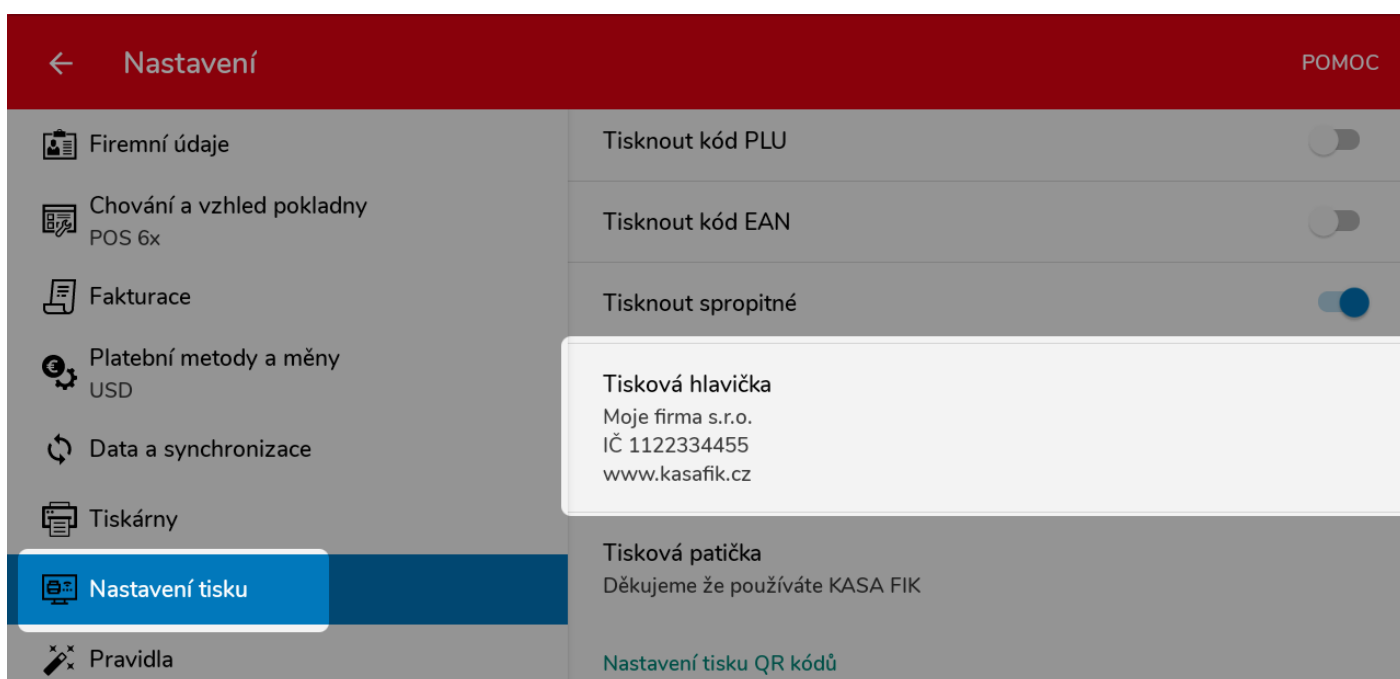 Nastavení
POMOC
Firemní údaje
Chování a vzhled pokladny
POS 6x
Fakturace
Platební metody a měny
USD
Data a synchronizace
Tiskárny
Nastavení tisku
Pravidla
Tisknout kód PLU
Tisknout kód EAN
Tisknout spropitné
Tisková hlavička
Moje firma s.r.o.
IČ 1122334455
www.kasafik.cz
Tisková patička
Děkujeme že používáte KASA FIK
Nastavení tisku QR kódů